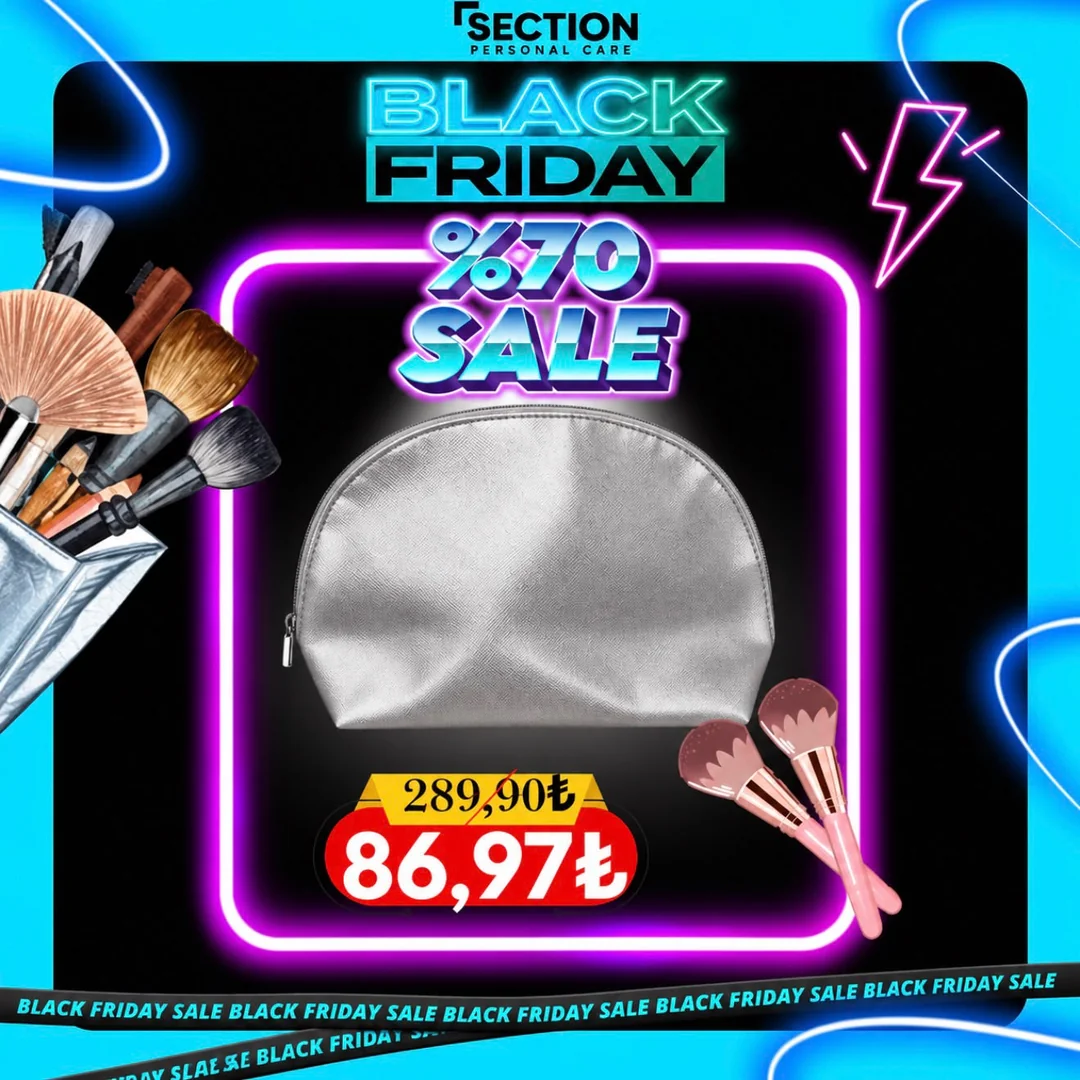 SECTION
PERSONAL CARE
BLACK
FRIDAY
%70
SALE
289,90₺
86,97₺
BLACK FRIDAY SALE BLACK FRIDAY SALE BLACK FRIDAY SALE BLACK FRIDAY SALE BLACK FRIDAY SALE
BLACK FRIDAY